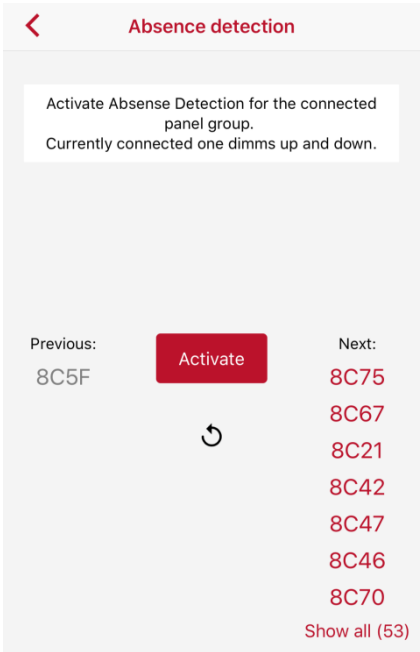 Absence detection
Activate Absense Detection for the connected
panel group.
Currently connected one dimms up and down.
Previous:
8C5F
Activate
Next:
8C75
8C67
8C21
8C42
8C47
8C46
8C70
Show all (53)